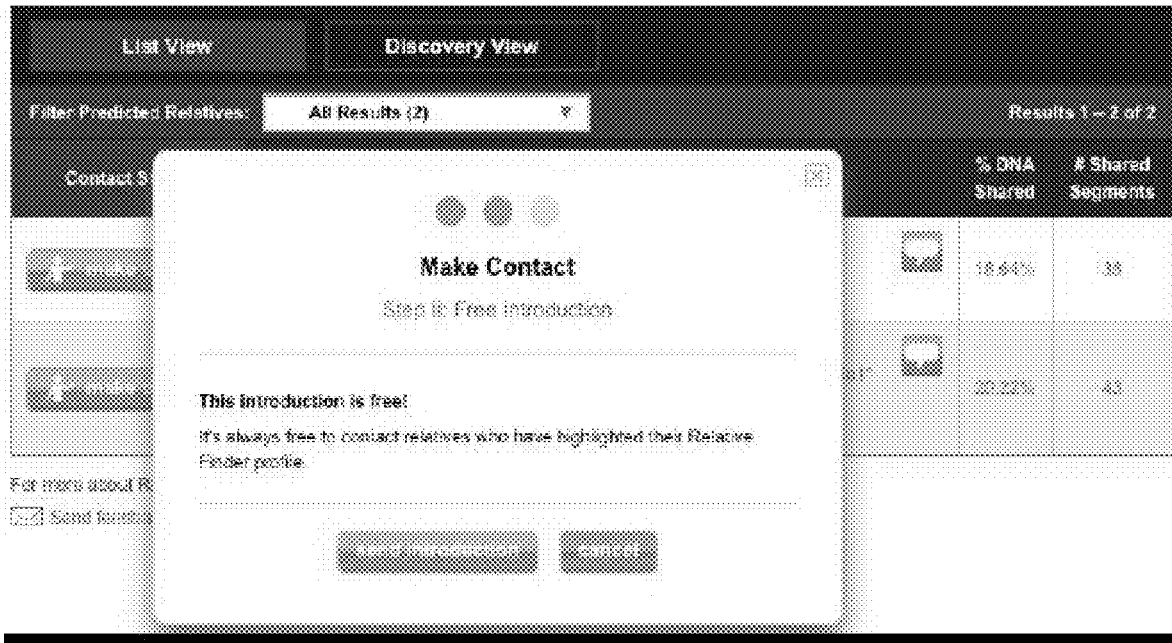 List View
Discovery View
Filter Predicted Relatives:
All Results (2)
Results 1 – 2 of 2
Contact S
% DNA Shared
# Shared Segments
Make Contact
Step II: Free Introduction
This introduction is free!
It's always free to contact relatives who have highlighted their Relative
Finder profile.
18.64%
38
43
For more about R
Send